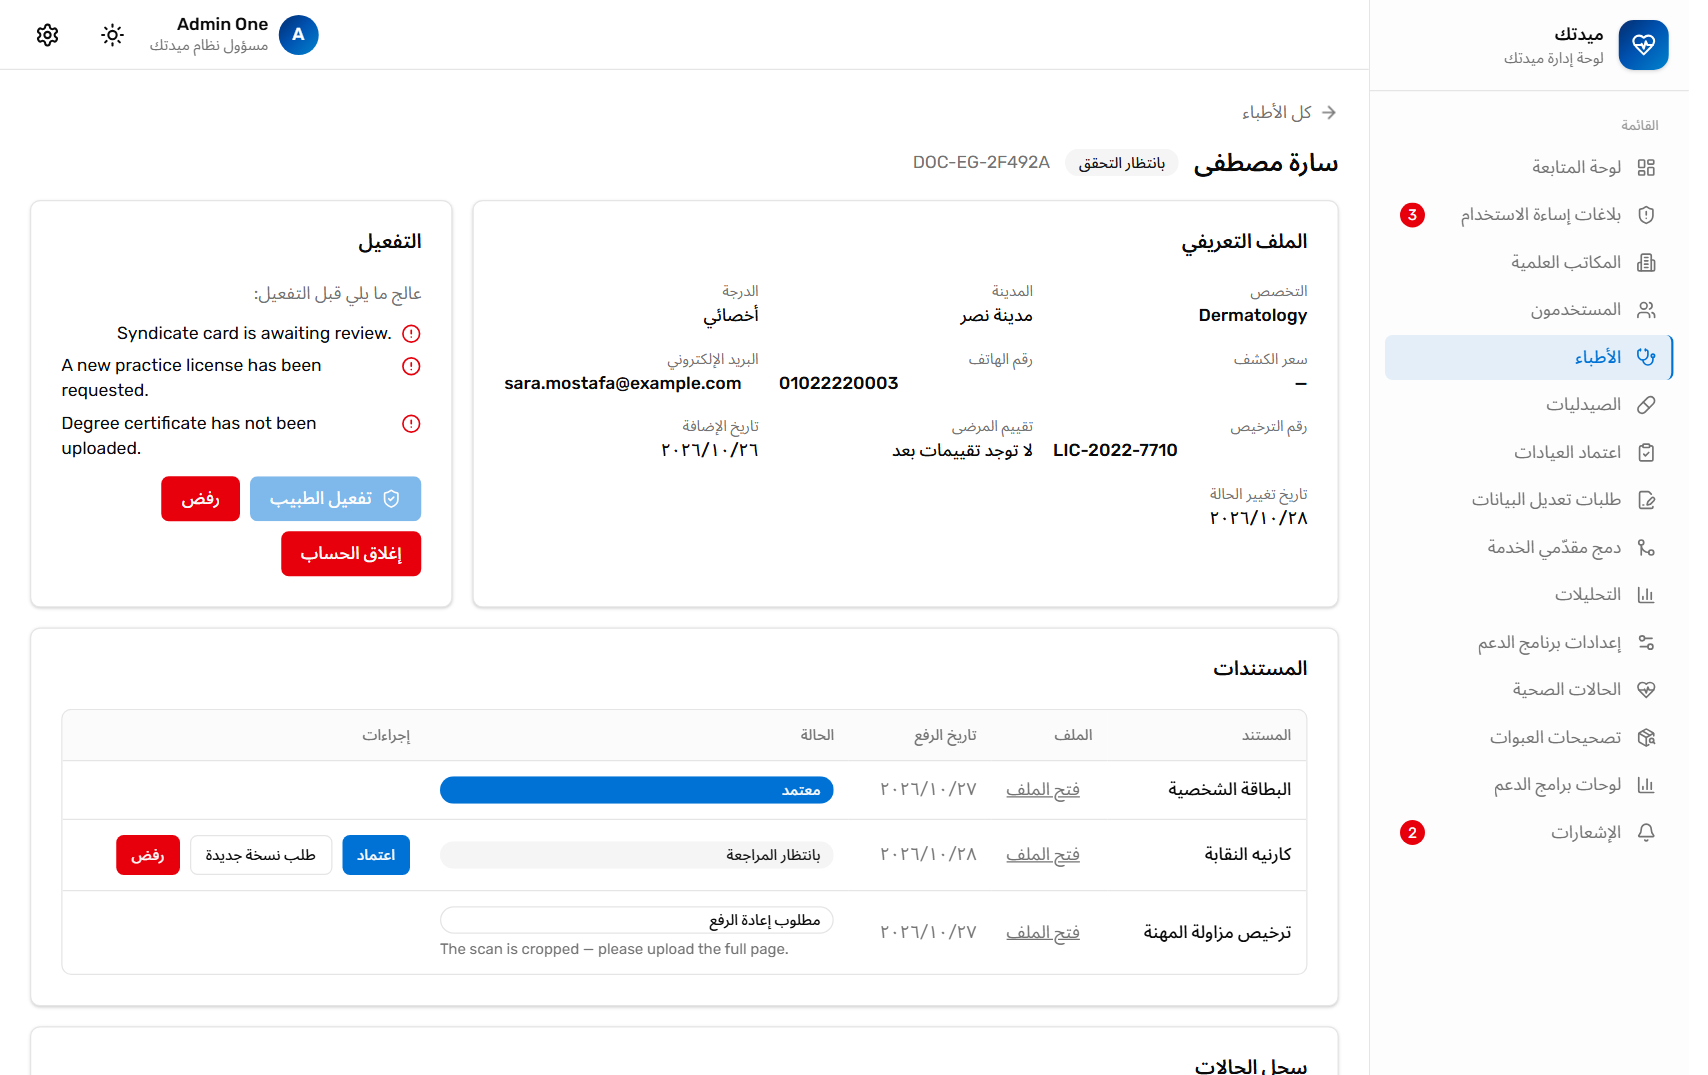 ميدتك
لوحة إدارة ميدتك
القائمة
لوحة المتابعة
بلاغات إساءة الاستخدام
3
المكاتب العلمية
المستخدمون
الأطباء
الصيدليات
اعتماد العيادات
طلبات تعديل البيانات
دمج مقدّمي الخدمة
التحليلات
إعدادات برنامج الدعم
الحالات الصحية
تصحيحات العبوات
لوحات برامج الدعم
الإشعارات
2
A
Admin One
مسؤول نظام ميدتك
كل الأطباء
سارة مصطفى
بانتظار التحقق
DOC-EG-2F492A
الملف التعريفي
التخصص
Dermatology
المدينة
مدينة نصر
الدرجة
أخصائي
سعر الكشف
—
رقم الهاتف
01022220003
البريد الإلكتروني
sara.mostafa@example.com
رقم الترخيص
LIC-2022-7710
تقييم المرضى
لا توجد تقييمات بعد
تاريخ الإضافة
٢٠٢٦/١٠/٢٦
تاريخ تغيير الحالة
٢٠٢٦/١٠/٢٨
التفعيل
عالج ما يلي قبل التفعيل:
Syndicate card is awaiting review.
A new practice license has been
requested.
Degree certificate has not been
uploaded.
تفعيل الطبيب
رفض
إغلاق الحساب
المستندات
المستند الملف تاريخ الرفع الحالة إجراءات
البطاقة الشخصية فتح الملف ٢٠٢٦/١٠/٢٧ معتمد
كارنيه النقابة فتح الملف ٢٠٢٦/١٠/٢٨ بانتظار المراجعة اعتماد طلب نسخة جديدة رفض
ترخيص مزاولة المهنة فتح الملف ٢٠٢٦/١٠/٢٧ مطلوب إعادة الرفع
The scan is cropped — please upload the full page.
سجل الحالات